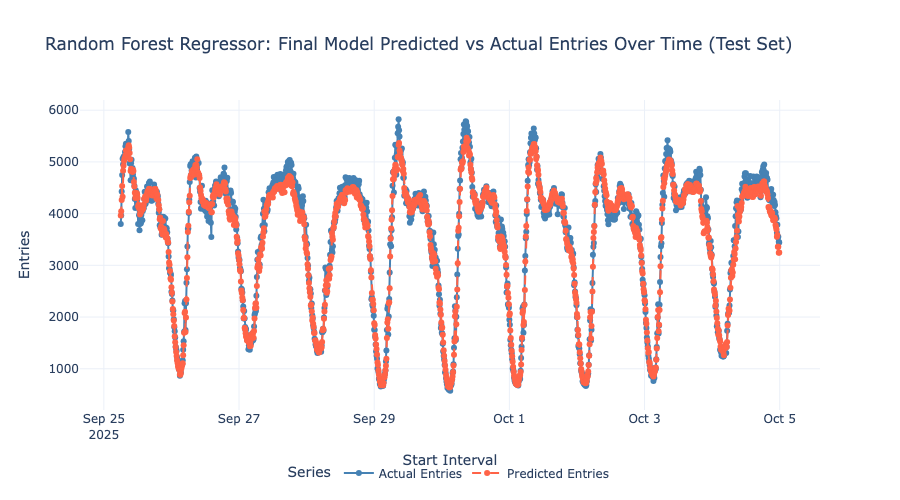 Random Forest Regressor: Final Model Predicted vs Actual Entries Over Time (Test Set)
6000
5000
4000
3000
2000
1000
Entries
Sep 25
2025
Sep 27
Sep 29
Oct 1
Oct 3
Oct 5
Start Interval
Series Actual Entries Predicted Entries